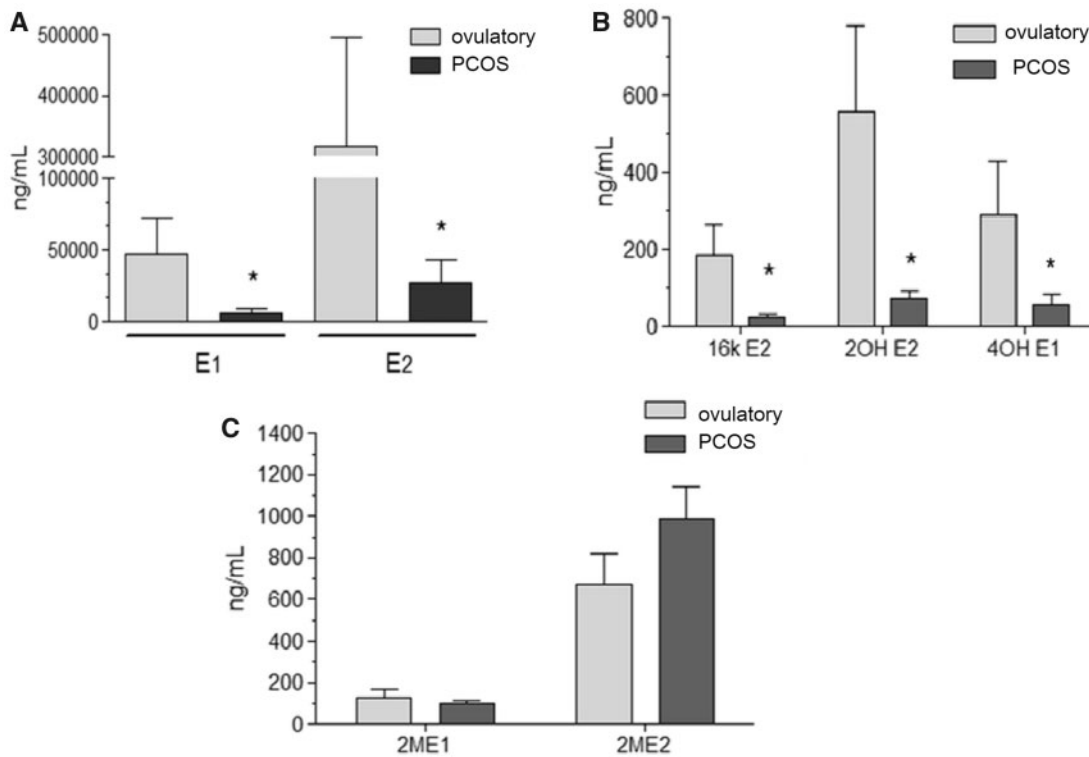 A
ovulatory
PCOS
ng/mL
500000
400000
300000
100000
50000
0
*
*
E1
E2
B
ovulatory
PCOS
ng/mL
800
600
400
200
0
*
*
*
16k E2
2OH E2
4OH E1
C
ovulatory
PCOS
ng/mL
1400
1200
1000
800
600
400
200
0
2ME1
2ME2